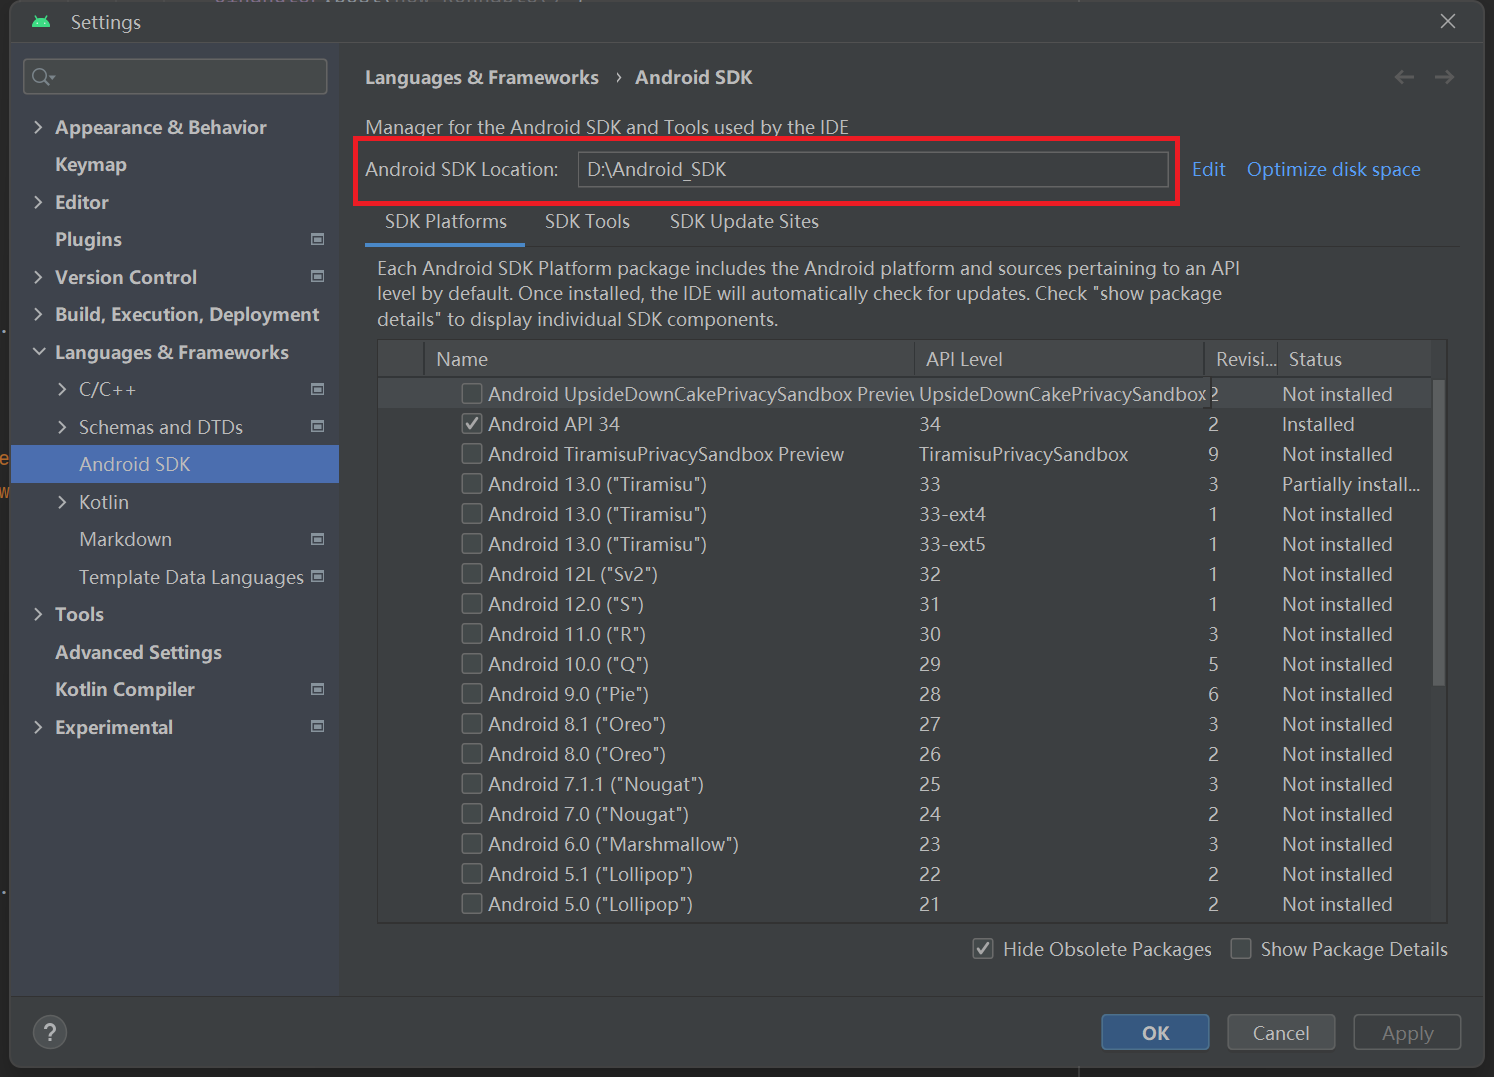 Settings
Languages & Frameworks › Android SDK
Manager for the Android SDK and Tools used by the IDE
Android SDK Location: D:\Android_SDK Edit Optimize disk space
SDK Platforms SDK Tools SDK Update Sites
Each Android SDK Platform package includes the Android platform and sources pertaining to an API
level by default. Once installed, the IDE will automatically check for updates. Check "show package
details" to display individual SDK components.
Appearance & Behavior
Keymap
Editor
Plugins
Version Control
Build, Execution, Deployment
Languages & Frameworks
C/C++
Schemas and DTDs
Android SDK
Kotlin
Markdown
Template Data Languages
Tools
Advanced Settings
Kotlin Compiler
Experimental
Name API Level Revisi... Status
Android UpsideDownCakePrivacySandbox Preview UpsideDownCakePrivacySandbox 2 Not installed
Android API 34 34 2 Installed
Android TiramisuPrivacySandbox Preview TiramisuPrivacySandbox 9 Not installed
Android 13.0 ("Tiramisu") 33 3 Partially install...
Android 13.0 ("Tiramisu") 33-ext4 1 Not installed
Android 13.0 ("Tiramisu") 33-ext5 1 Not installed
Android 12L ("Sv2") 32 1 Not installed
Android 12.0 ("S") 31 1 Not installed
Android 11.0 ("R") 30 3 Not installed
Android 10.0 ("Q") 29 5 Not installed
Android 9.0 ("Pie") 28 6 Not installed
Android 8.1 ("Oreo") 27 3 Not installed
Android 8.0 ("Oreo") 26 2 Not installed
Android 7.1.1 ("Nougat") 25 3 Not installed
Android 7.0 ("Nougat") 24 2 Not installed
Android 6.0 ("Marshmallow") 23 3 Not installed
Android 5.1 ("Lollipop") 22 2 Not installed
Android 5.0 ("Lollipop") 21 2 Not installed
Hide Obsolete Packages Show Package Details
? OK Cancel Apply